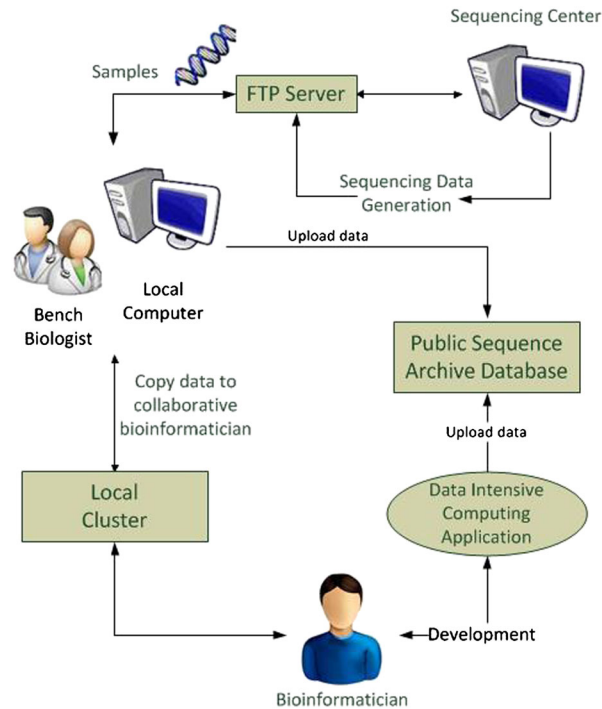 Sequencing Center
Samples
FTP Server
Sequencing Data
Generation
Upload data
Local
Computer
Bench
Biologist
Public Sequence
Archive Database
Copy data to
collaborative
bioinformatician
Upload data
Local
Cluster
Data Intensive
Computing
Application
Development
Bioinformatician